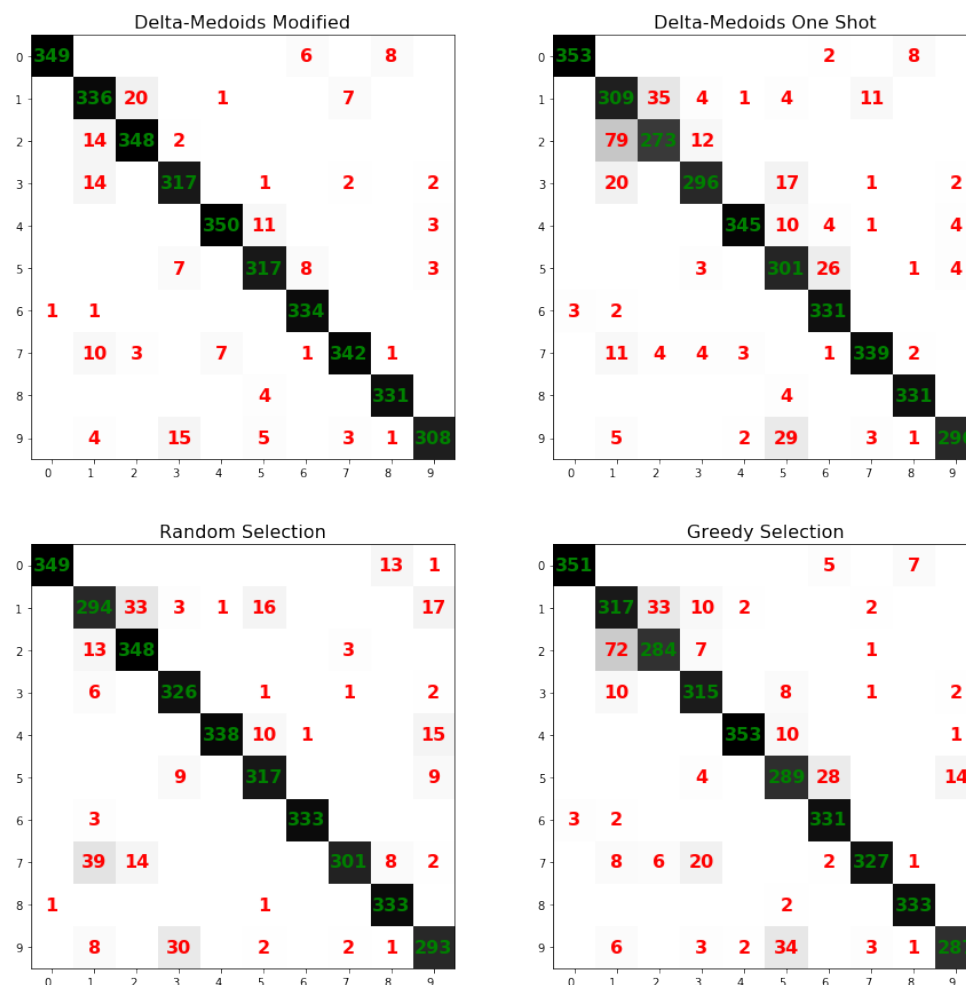 Delta-Medoids Modified
0 349 6 8
1 336 20 1 7
2 14 348 2
3 14 317 1 2 2
4 350 11 3
5 7 317 8 3
6 1 1 334
7 10 3 7 1 342 1
8 4 331
9 4 15 5 3 1 308
0 1 2 3 4 5 6 7 8 9
Delta-Medoids One Shot
0 353 2 8
1 309 35 4 1 4 11
2 79 273 12
3 20 296 17 1 2
4 345 10 4 1 4
5 3 301 26 1 4
6 3 2 331
7 11 4 4 3 1 339 2
8 4 331
9 5 2 29 3 1 296
0 1 2 3 4 5 6 7 8 9
Random Selection
0 349 13 1
1 294 33 3 1 16 17
2 13 348 3
3 6 326 1 1 2
4 338 10 1 15
5 9 317 9
6 3 333
7 39 14 301 8 2
8 1 1 333
9 8 30 2 2 1 293
0 1 2 3 4 5 6 7 8 9
Greedy Selection
0 351 5 7
1 317 33 10 2 2
2 72 284 7 1
3 10 315 8 1 2
4 353 10 1
5 4 289 28 14
6 3 2 331
7 8 6 20 2 327 1
8 2 333
9 6 3 2 34 3 1 287
0 1 2 3 4 5 6 7 8 9